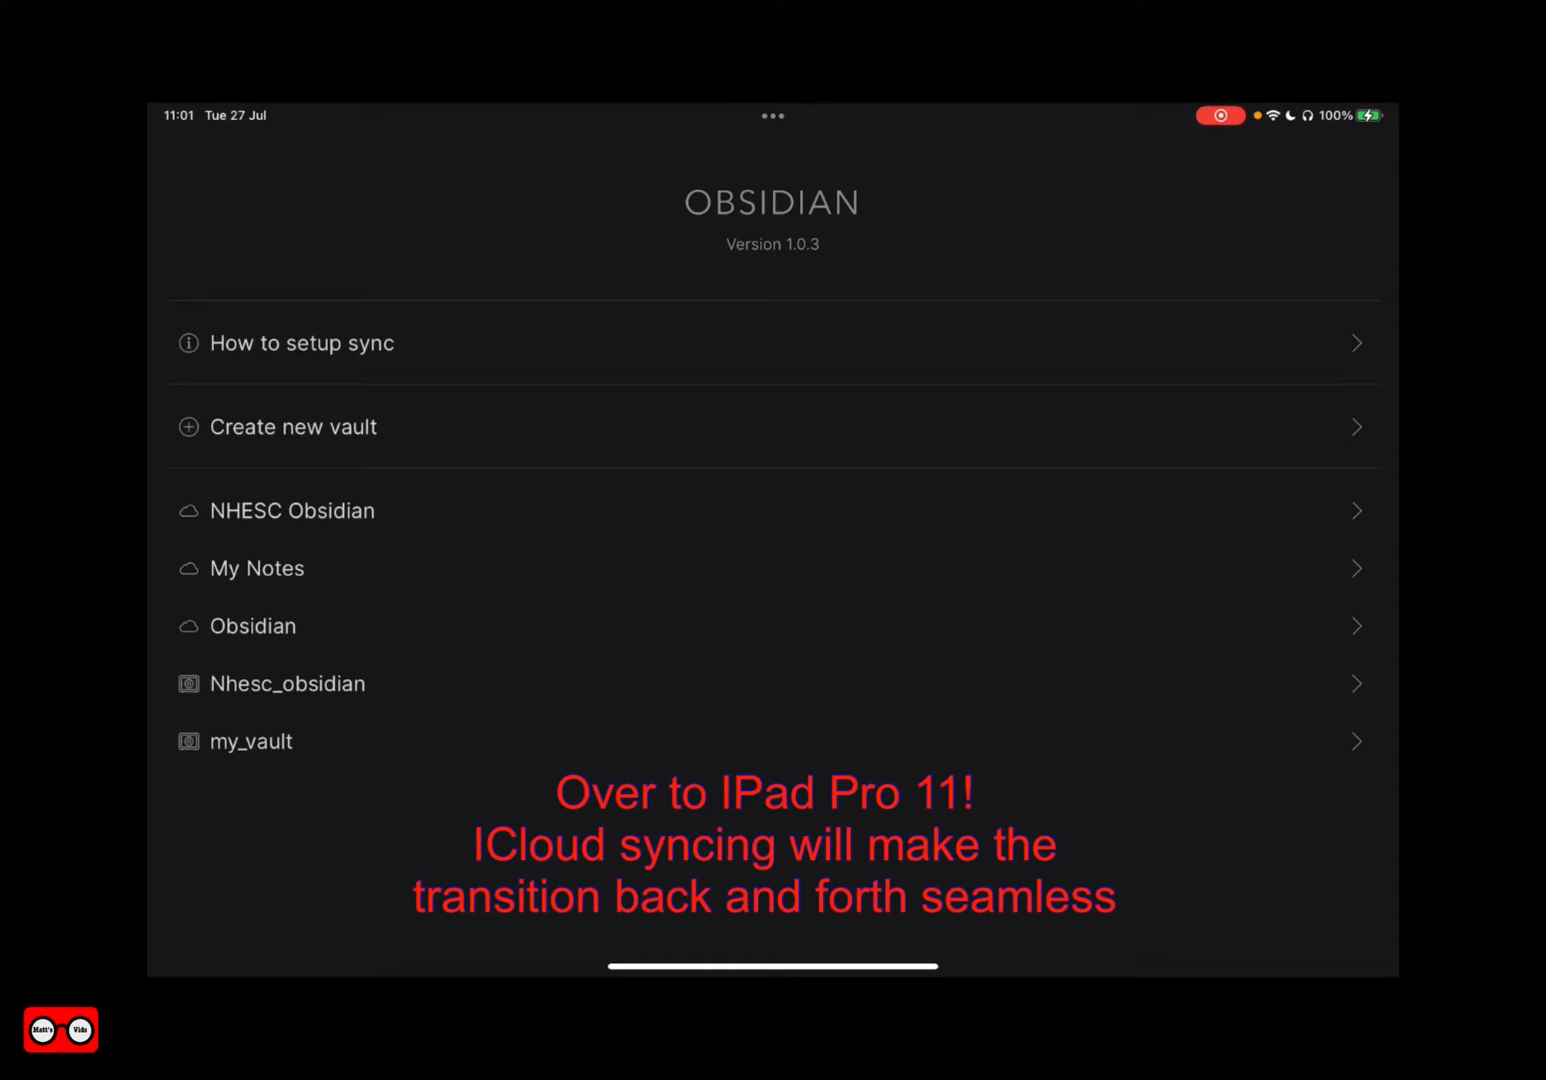 11:01 Tue 27 Jul
100%
OBSIDIAN
Version 1.0.3
How to setup sync
Create new vault
NHESC Obsidian
My Notes
Obsidian
Nhesc_obsidian
my_vault
Over to IPad Pro 11!
ICloud syncing will make the
transition back and forth seamless
Matt's Vids